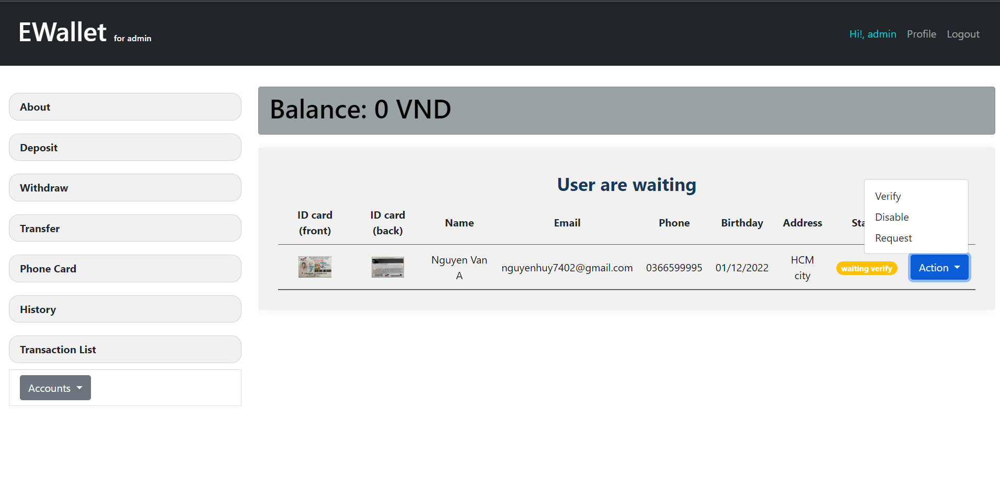 EWallet for admin
Hi!, admin Profile Logout
About
Deposit
Withdraw
Transfer
Phone Card
History
Transaction List
Accounts
Balance: 0 VND
User are waiting
Verify
Disable
Request
ID card
(front)
ID card
(back)
Name
Email
Phone
Birthday
Address
Sta
Nguyen Van
A
nguyenhuy7402@gmail.com
0366599995
01/12/2022
HCM
city
waiting verify
Action